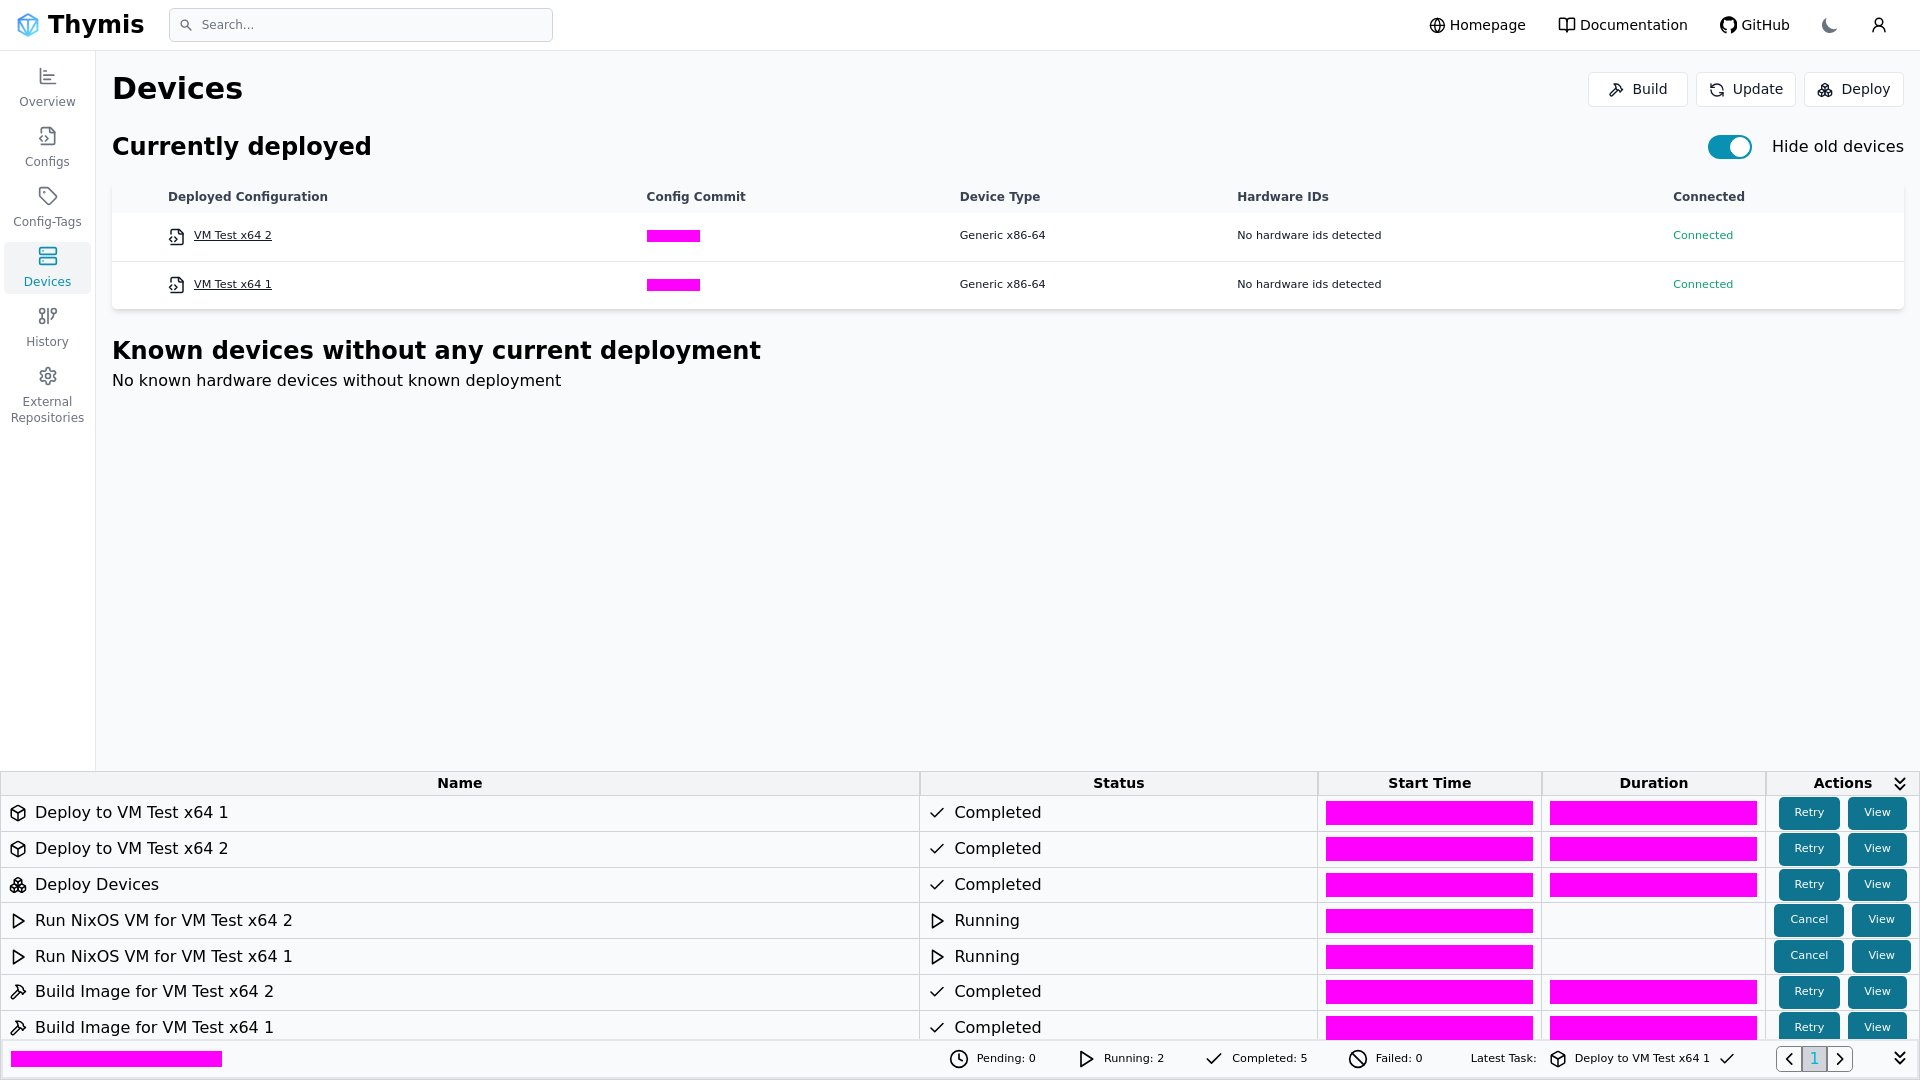 Thymis
Search...
Homepage
Documentation
GitHub
Overview
Configs
Config-Tags
Devices
History
External
Repositories
Devices
Build
Update
Deploy
Currently deployed
Hide old devices
Deployed Configuration Config Commit Device Type Hardware IDs Connected
VM Test x64 2 Generic x86-64 No hardware ids detected Connected
VM Test x64 1 Generic x86-64 No hardware ids detected Connected
Known devices without any current deployment
No known hardware devices without known deployment
Name Status Start Time Duration Actions
Deploy to VM Test x64 1 Completed Retry View
Deploy to VM Test x64 2 Completed Retry View
Deploy Devices Completed Retry View
Run NixOS VM for VM Test x64 2 Running Cancel View
Run NixOS VM for VM Test x64 1 Running Cancel View
Build Image for VM Test x64 2 Completed Retry View
Build Image for VM Test x64 1 Completed Retry View
Pending: 0 Running: 2 Completed: 5 Failed: 0 Latest Task: Deploy to VM Test x64 1 1